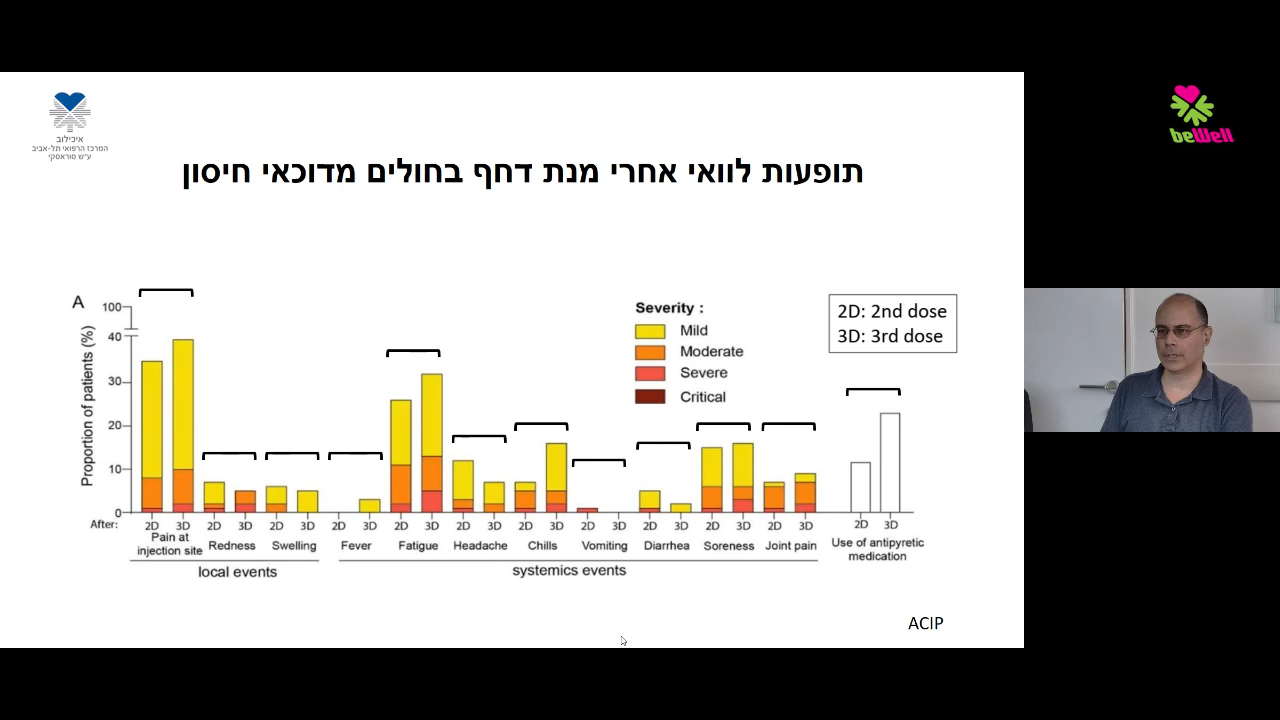 איכילוב
המרכז הרפואי תל-אביב
ע"ש סוראסקי
beWell
תופעות לוואי אחרי מנת דחף בחולים מדוכאי חיסון
A
Proportion of patients (%)
100
40
30
20
10
0
Severity :
Mild
Moderate
Severe
Critical
2D: 2nd dose
3D: 3rd dose
After: 2D 3D 2D 3D 2D 3D 2D 3D 2D 3D 2D 3D 2D 3D 2D 3D 2D 3D 2D 3D 2D 3D 2D 3D
Pain at
injection site Redness Swelling Fever Fatigue Headache Chills Vomiting Diarrhea Soreness Joint pain
Use of antipyretic
medication
local events
systemics events
ACIP